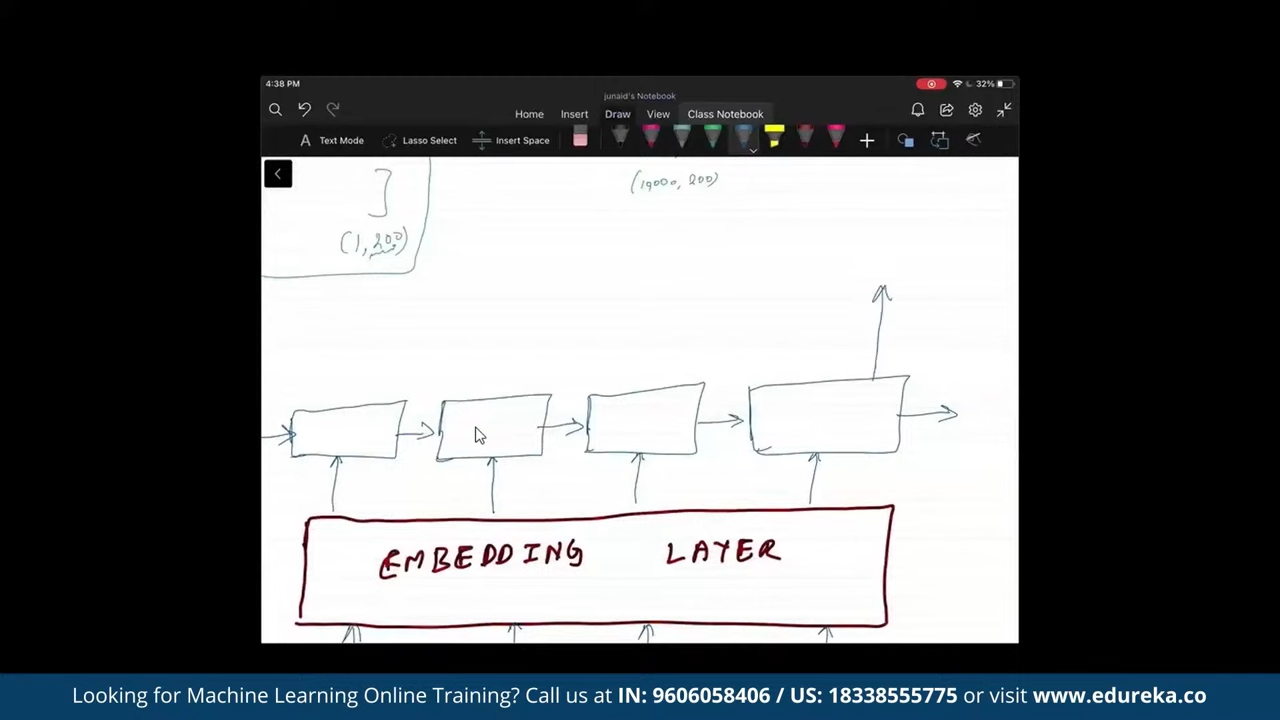 4:38 PM
32%
junaid's Notebook
Home Insert Draw View Class Notebook
A Text Mode Lasso Select Insert Space
]
(1, 200)
EMBEDDING LAYER
Looking for Machine Learning Online Training? Call us at IN: 9606058406 / US: 18338555775 or visit www.edureka.co